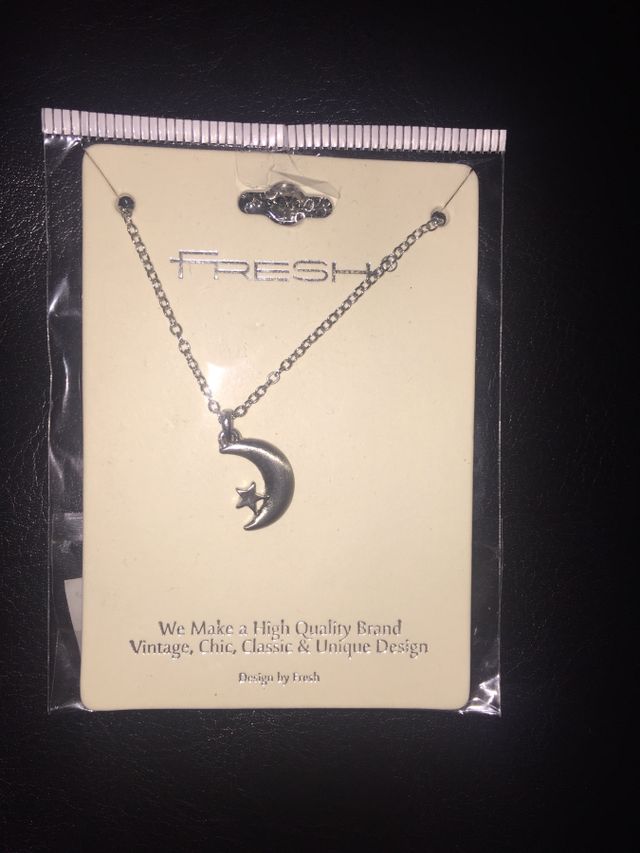 FRESH
We Make a High Quality Brand
Vintage, Chic, Classic & Unique Design
Design by Fresh